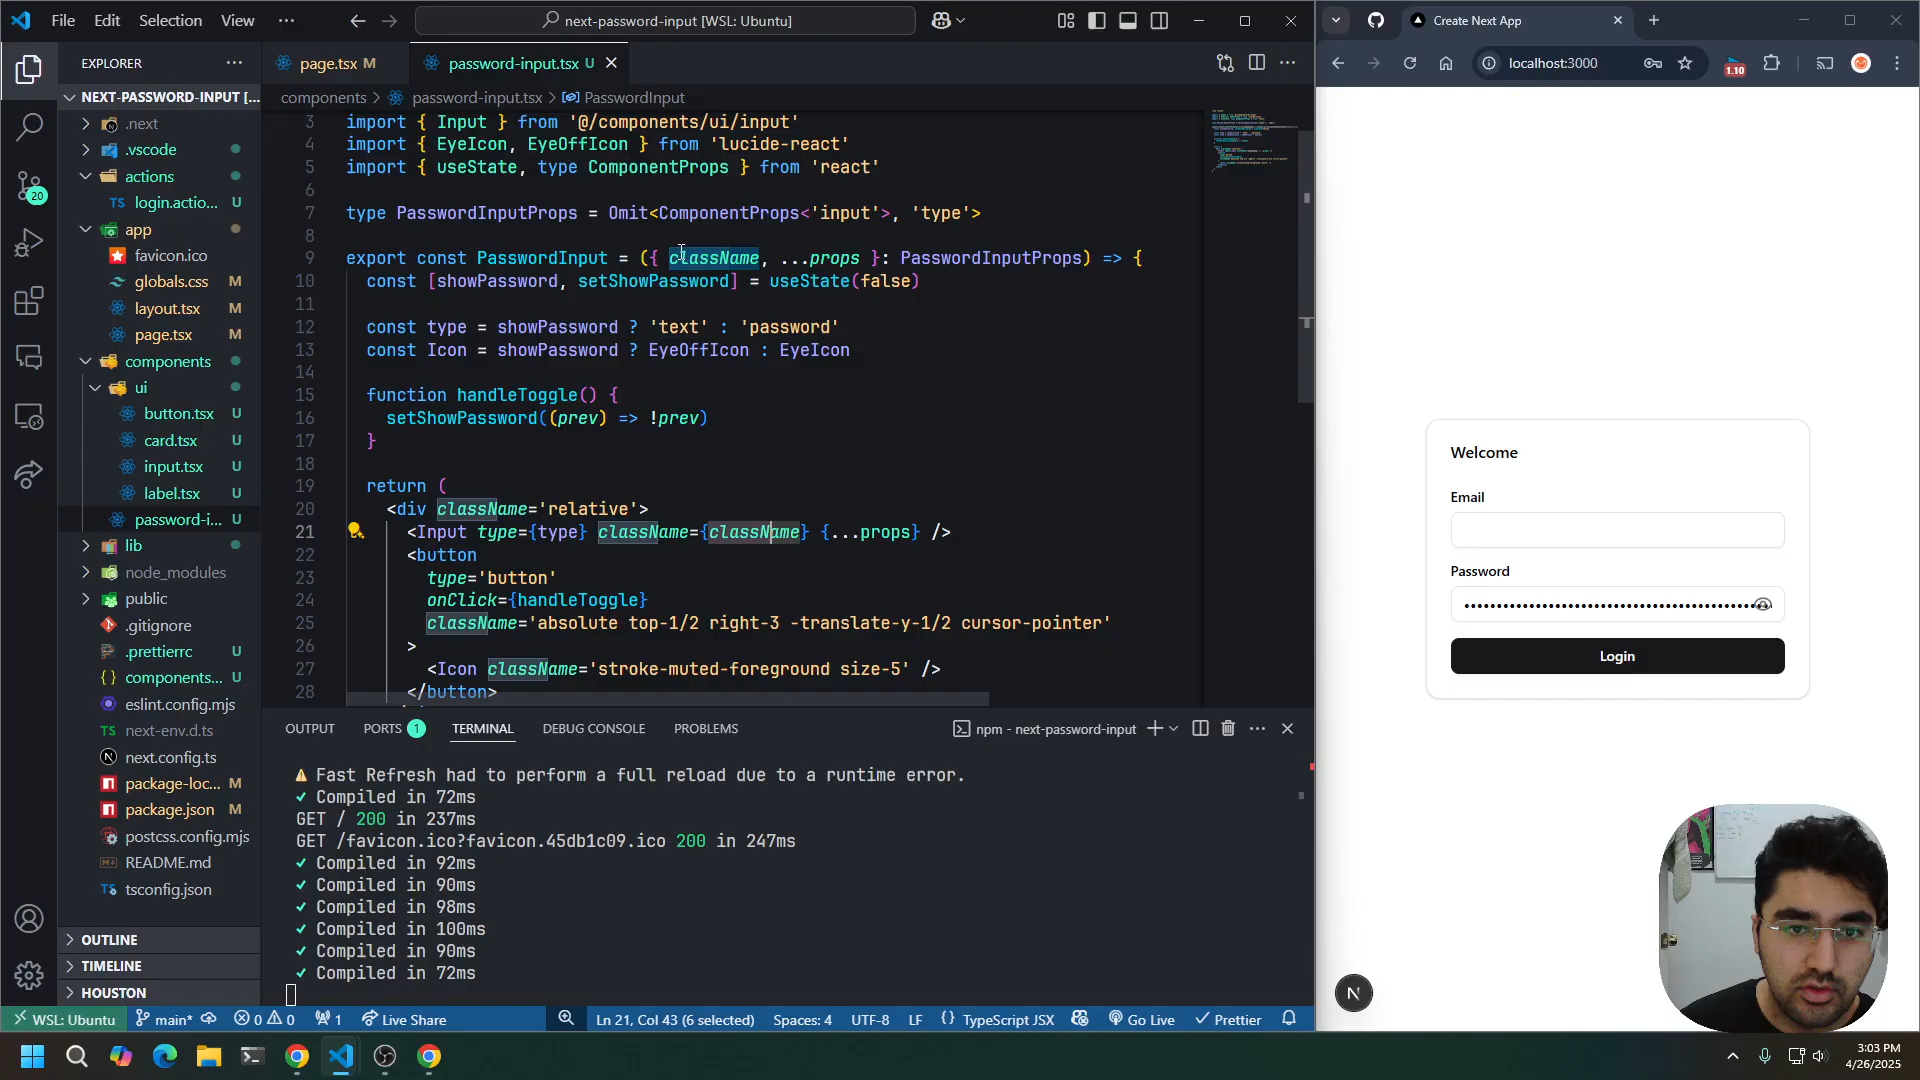 File Edit Selection View ···
next-password-input [WSL: Ubuntu]
EXPLORER
NEXT-PASSWORD-INPUT [...
.next
.vscode
actions
TS login.actio... U
app
favicon.ico
globals.css M
layout.tsx M
page.tsx M
components
ui
button.tsx U
card.tsx U
input.tsx U
label.tsx U
password-i... U
lib
node_modules
public
.gitignore
.prettierrc U
{} components... U
eslint.config.mjs
TS next-env.d.ts
next.config.ts
package-loc... M
package.json M
postcss.config.mjs
README.md
tsconfig.json
OUTLINE
TIMELINE
HOUSTON
20
page.tsx M
password-input.tsx U
components > password-input.tsx > PasswordInput
3 import { Input } from '@/components/ui/input'
4 import { EyeIcon, EyeOffIcon } from 'lucide-react'
5 import { useState, type ComponentProps } from 'react'
6
7 type PasswordInputProps = Omit<ComponentProps<'input'>, 'type'>
8
9 export const PasswordInput = ({ className, ...props }: PasswordInputProps) => {
10 const [showPassword, setShowPassword] = useState(false)
11
12 const type = showPassword ? 'text' : 'password'
13 const Icon = showPassword ? EyeOffIcon : EyeIcon
14
15 function handleToggle() {
16 setShowPassword((prev) => !prev)
17 }
18
19 return (
20 <div className='relative'>
21 <Input type={type} className={className} {...props} />
22 <button
23 type='button'
24 onClick={handleToggle}
25 className='absolute top-1/2 right-3 -translate-y-1/2 cursor-pointer'
26 >
27 <Icon className='stroke-muted-foreground size-5' />
28 </button>
OUTPUT PORTS 1 TERMINAL DEBUG CONSOLE PROBLEMS
npm - next-password-input
⚠ Fast Refresh had to perform a full reload due to a runtime error.
✓ Compiled in 72ms
GET / 200 in 237ms
GET /favicon.ico?favicon.45db1c09.ico 200 in 247ms
✓ Compiled in 92ms
✓ Compiled in 90ms
✓ Compiled in 98ms
✓ Compiled in 100ms
✓ Compiled in 90ms
✓ Compiled in 72ms
WSL: Ubuntu main* 0 0 1 Live Share
Ln 21, Col 43 (6 selected) Spaces: 4 UTF-8 LF {} TypeScript JSX Go Live Prettier
Create Next App
localhost:3000
1.10
Welcome
Email
Password
Login
N
3:03 PM
4/26/2025